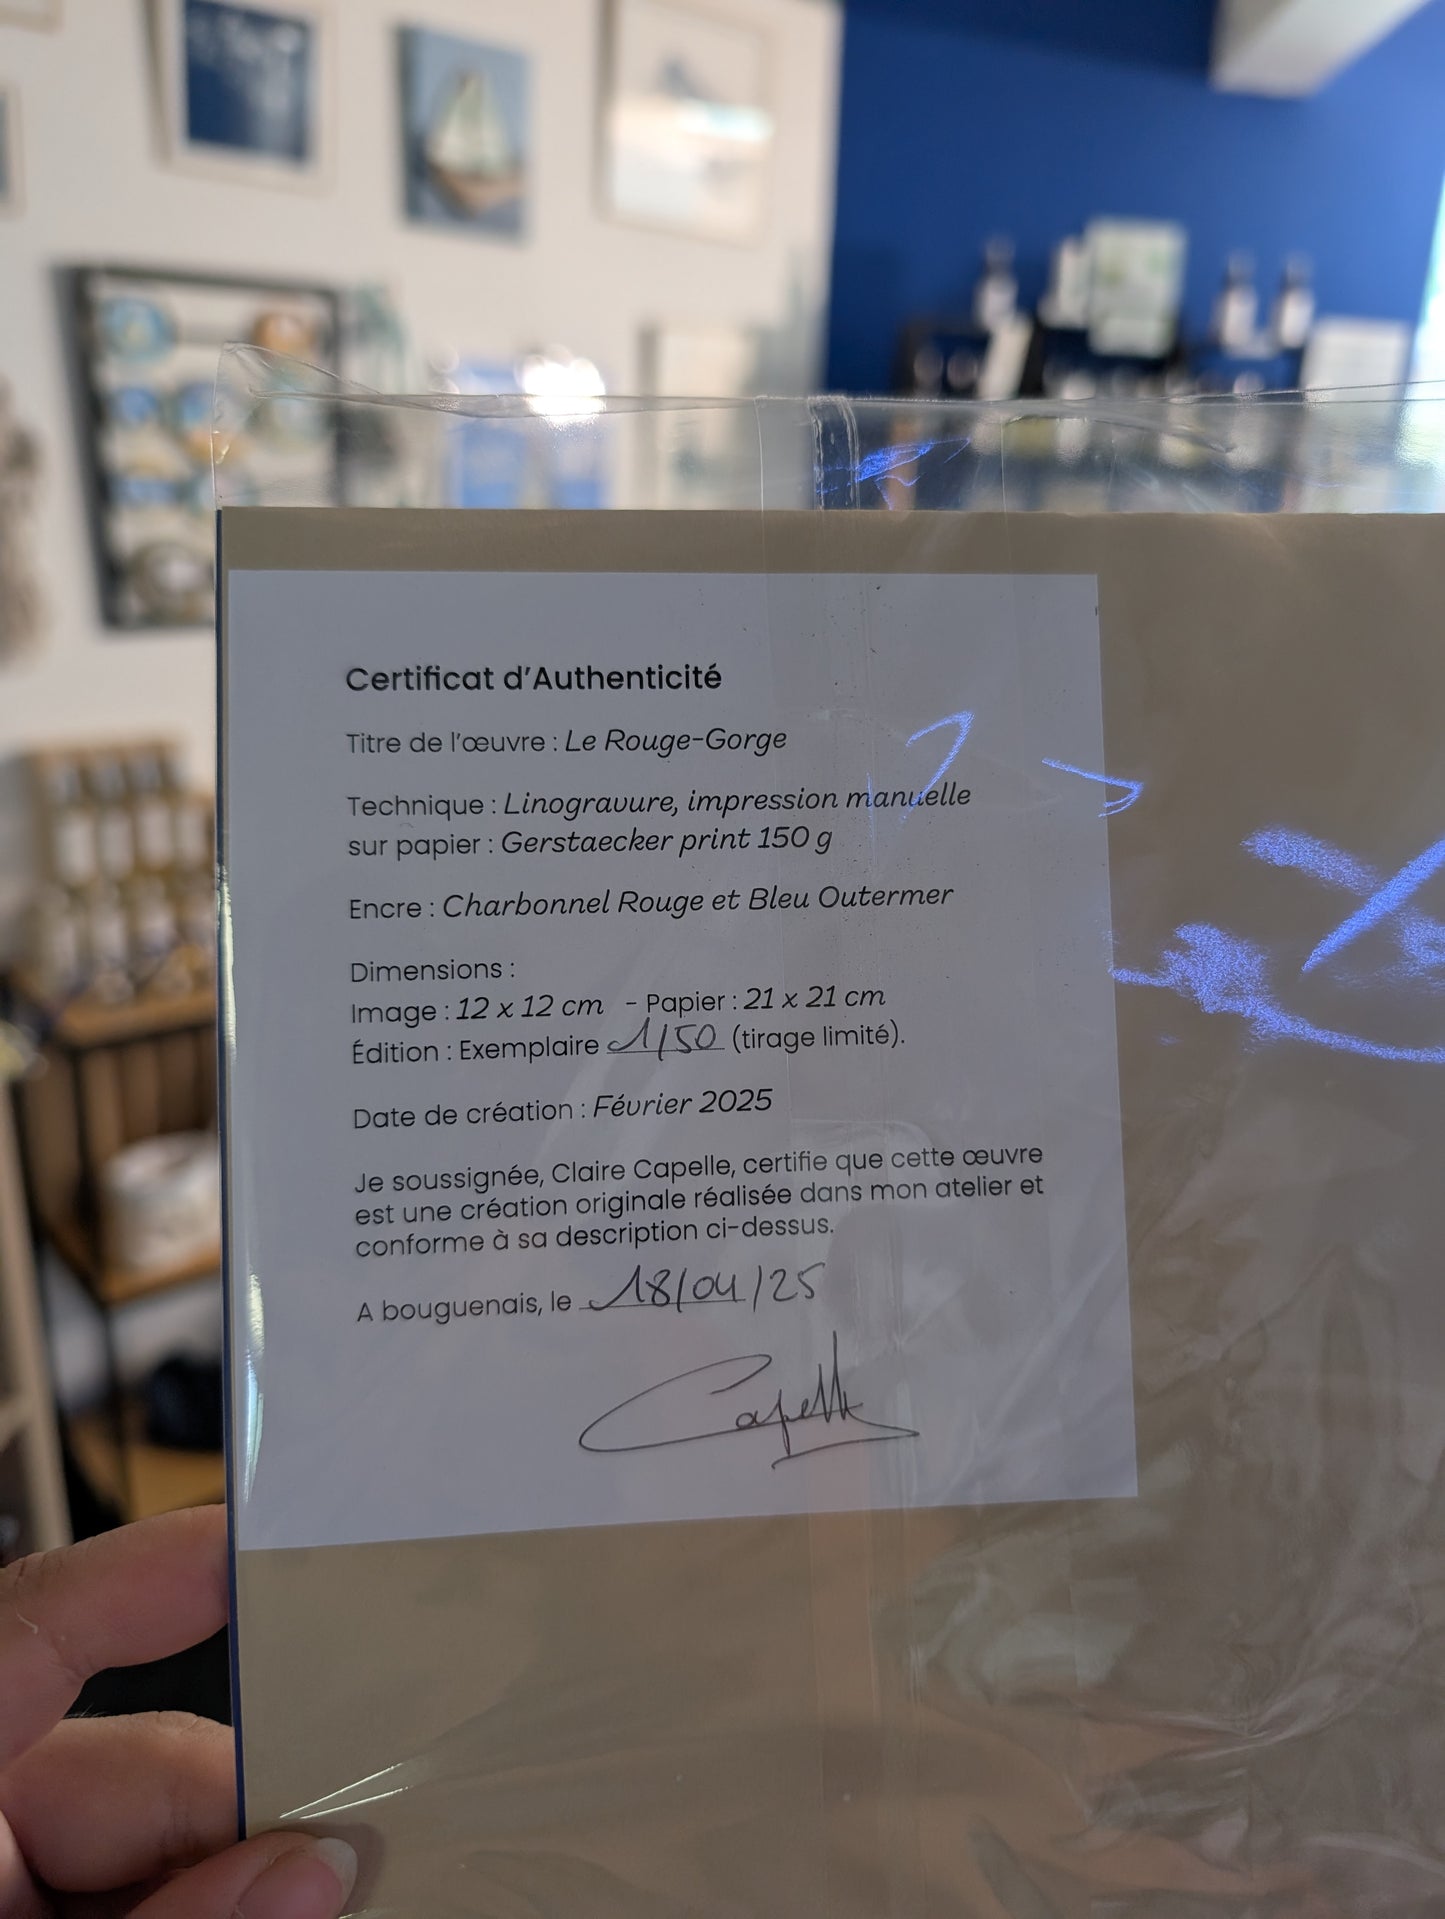 Certificat d'Authenticité
Titre de l'œuvre : Le Rouge-Gorge
Technique : Linogravure, impression manuelle
sur papier : Gerstaecker print 150 g
Encre : Charbonnel Rouge et Bleu Outermer
Dimensions :
Image : 12 x 12 cm - Papier : 21 x 21 cm
Édition : Exemplaire 1/50 (tirage limité).
Date de création : Février 2025
Je soussignée, Claire Capelle, certifie que cette œuvre
est une création originale réalisée dans mon atelier et
conforme à sa description ci-dessus.
A bouguenais, le 18/04/25
Capelle